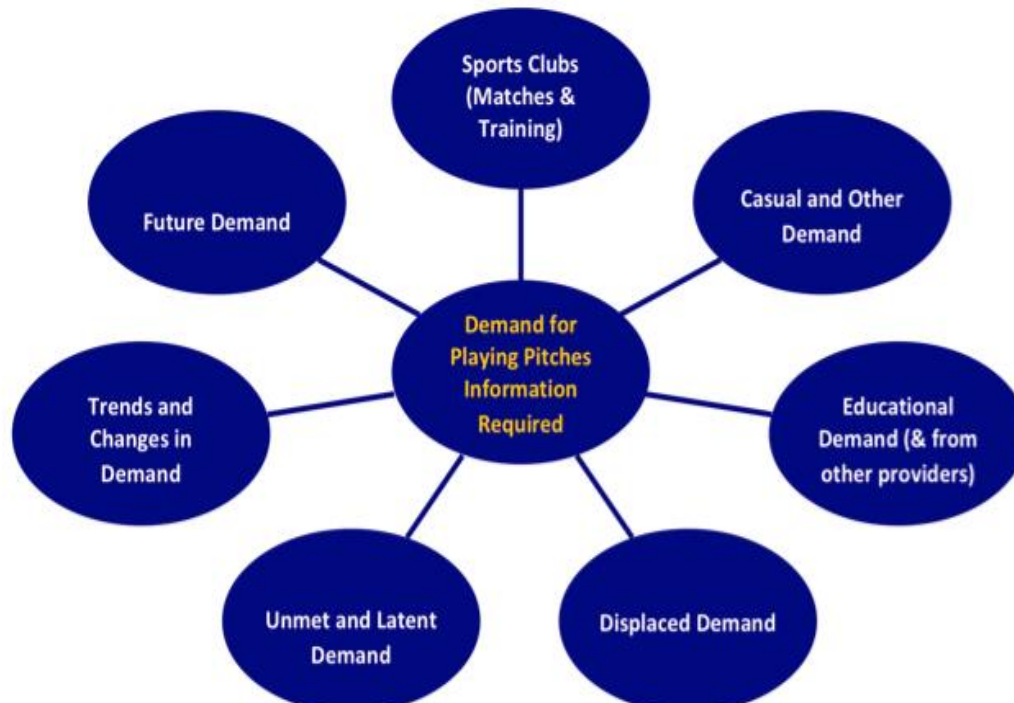 Sports Clubs
(Matches &
Training)
Casual and Other
Demand
Educational
Demand (& from
other providers)
Displaced Demand
Unmet and Latent
Demand
Trends and
Changes in
Demand
Future Demand
Demand for
Playing Pitches
Information
Required